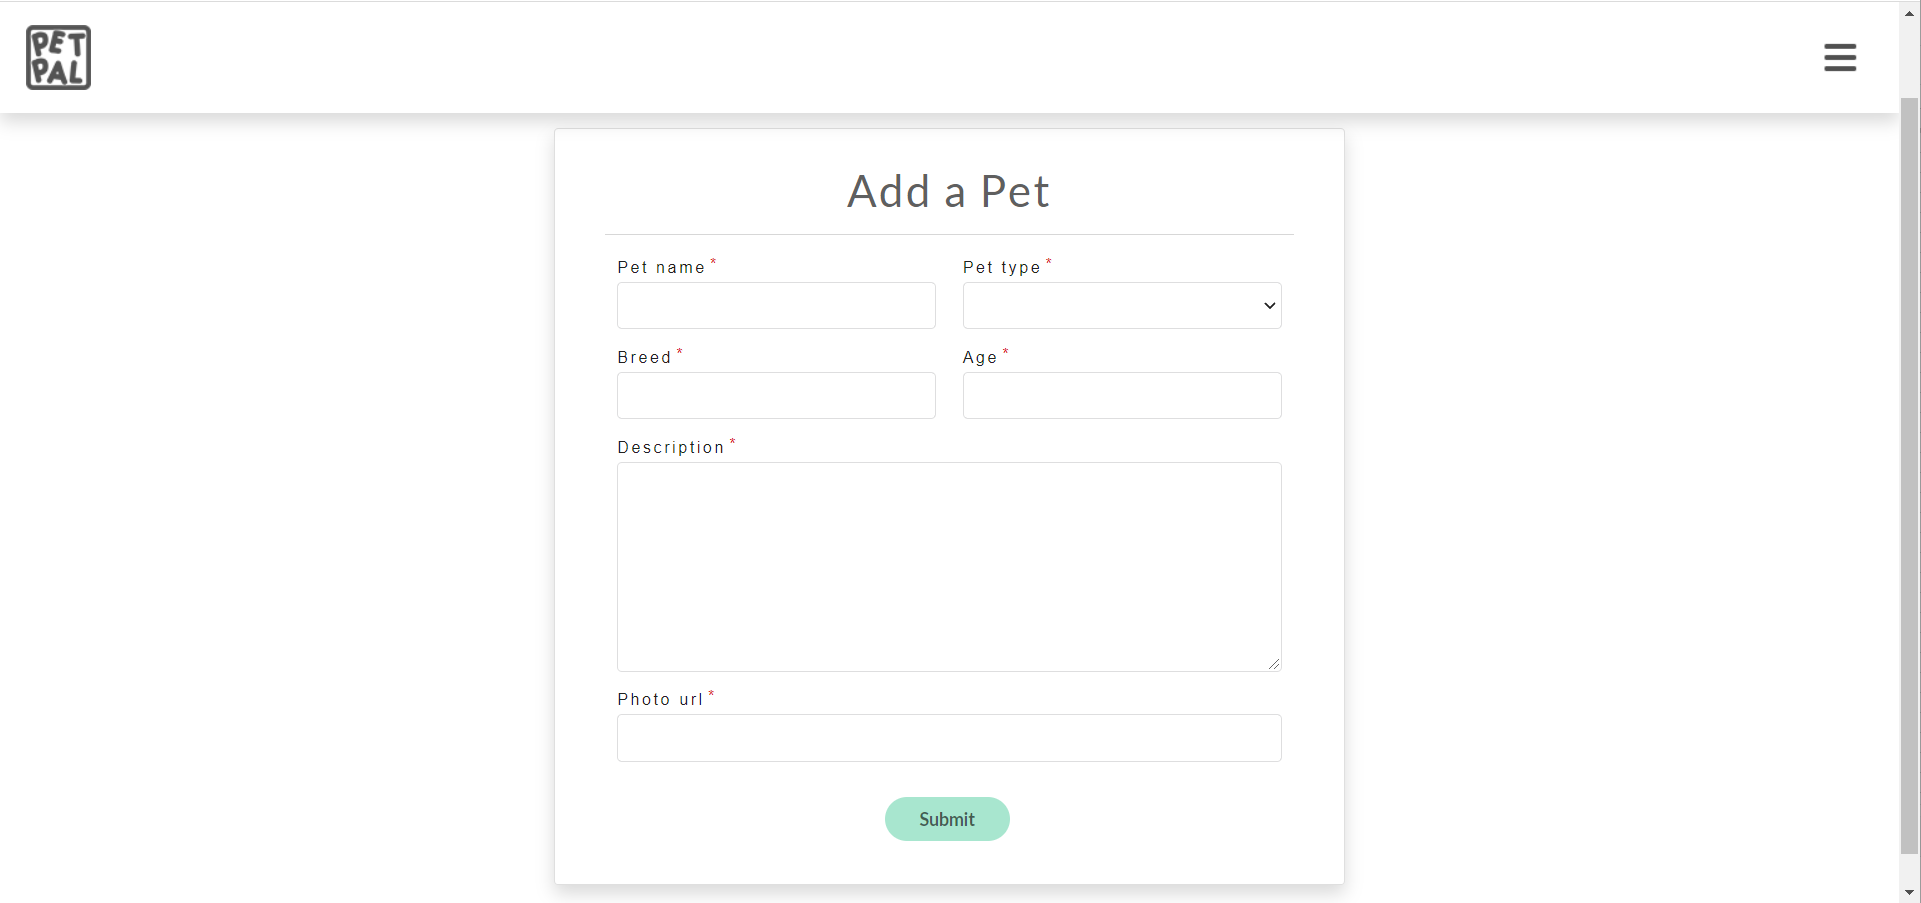 PET
PAL
Add a Pet
Pet name * Pet type *
Breed * Age *
Description *
Photo url *
Submit